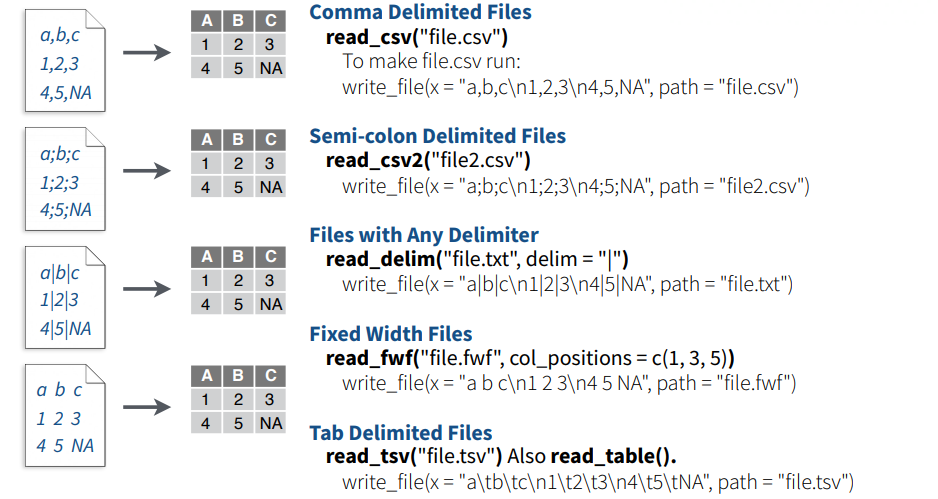 a,b,c
1,2,3
4,5,NA
A B C
1 2 3
4 5 NA
Comma Delimited Files
read_csv("file.csv")
To make file.csv run:
write_file(x = "a,b,c\n1,2,3\n4,5,NA", path = "file.csv")
a;b;c
1;2;3
4;5;NA
A B C
1 2 3
4 5 NA
Semi-colon Delimited Files
read_csv2("file2.csv")
write_file(x = "a;b;c\n1;2;3\n4;5;NA", path = "file2.csv")
a|b|c
1|2|3
4|5|NA
A B C
1 2 3
4 5 NA
Files with Any Delimiter
read_delim("file.txt", delim = "|")
write_file(x = "a|b|c\n1|2|3\n4|5|NA", path = "file.txt")
Fixed Width Files
read_fwf("file.fwf", col_positions = c(1, 3, 5))
write_file(x = "a b c\n1 2 3\n4 5 NA", path = "file.fwf")
a b c
1 2 3
4 5 NA
A B C
1 2 3
4 5 NA
Tab Delimited Files
read_tsv("file.tsv") Also read_table().
write_file(x = "a\tb\tc\n1\t2\t3\n4\t5\tNA", path = "file.tsv")